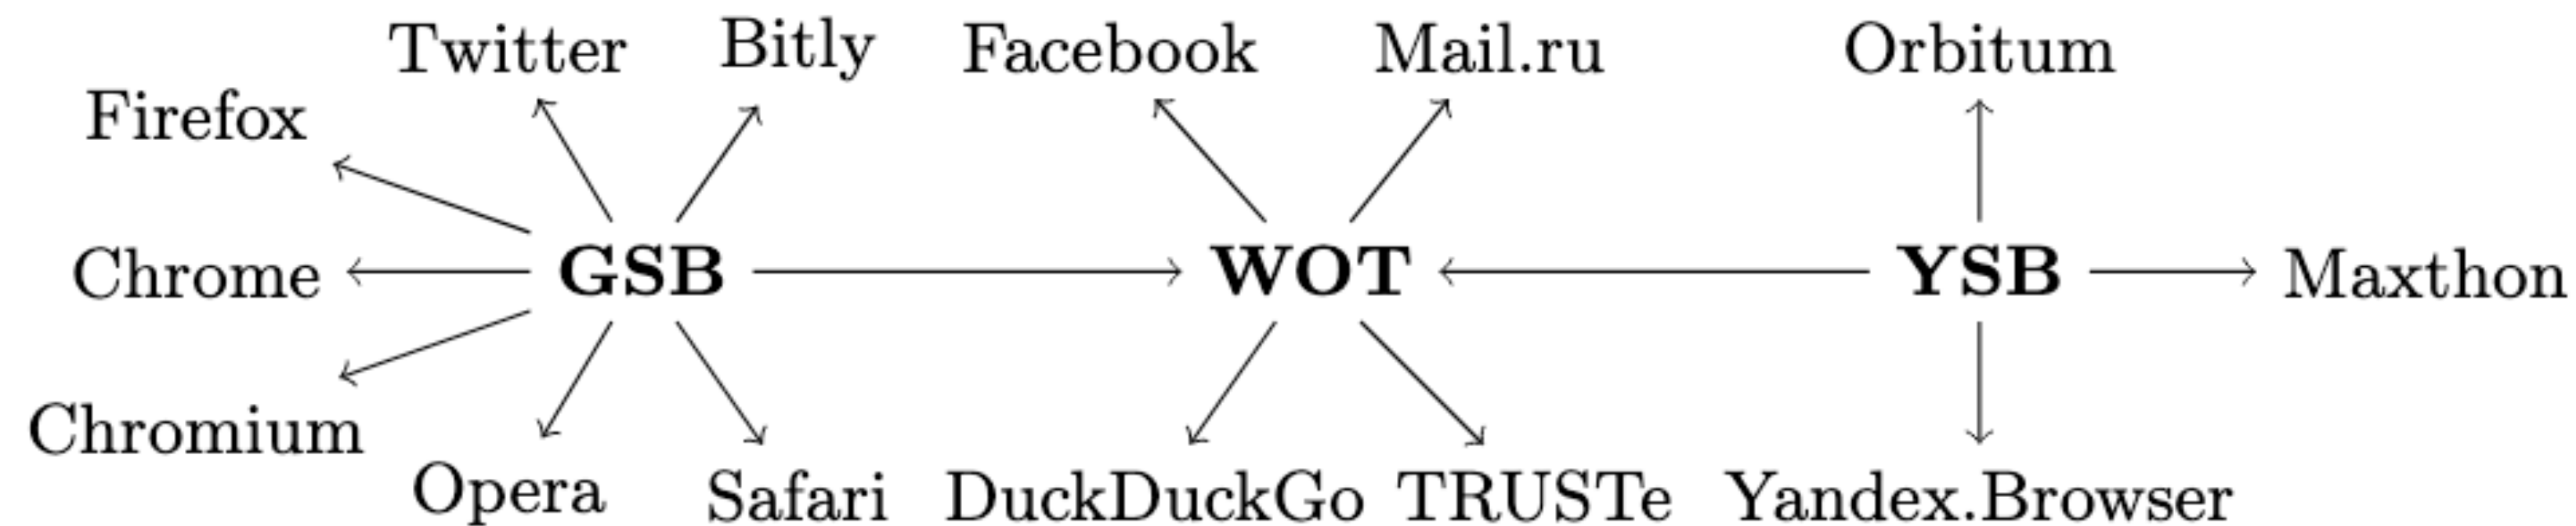 Twitter Bitly Facebook Mail.ru Orbitum
Firefox
Chrome GSB WOT YSB Maxthon
Chromium
Opera Safari DuckDuckGo TRUSTe Yandex.Browser